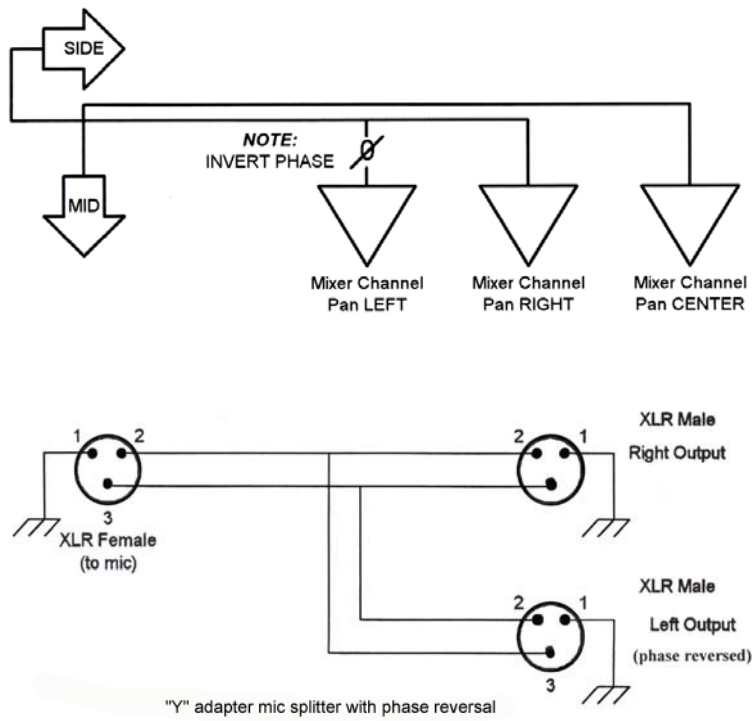 SIDE
NOTE:
INVERT PHASE
0
MID
Mixer Channel
Pan LEFT
Mixer Channel
Pan RIGHT
Mixer Channel
Pan CENTER
1
2
3
XLR Female
(to mic)
2
1
XLR Male
Right Output
2
1
3
XLR Male
Left Output
(phase reversed)
"Y" adapter mic splitter with phase reversal